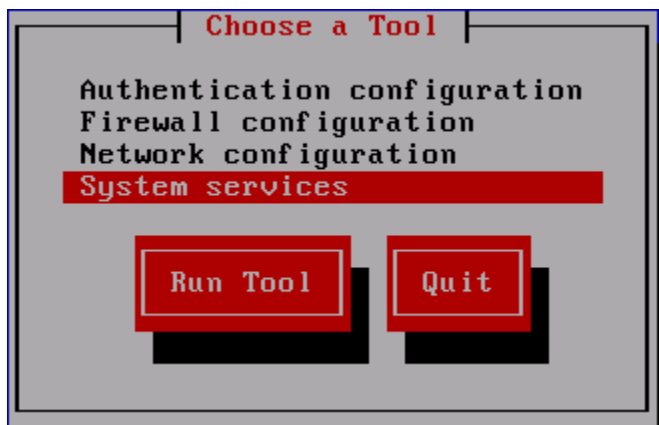 Choose a Tool
Authentication configuration
Firewall configuration
Network configuration
System services
Run Tool
Quit